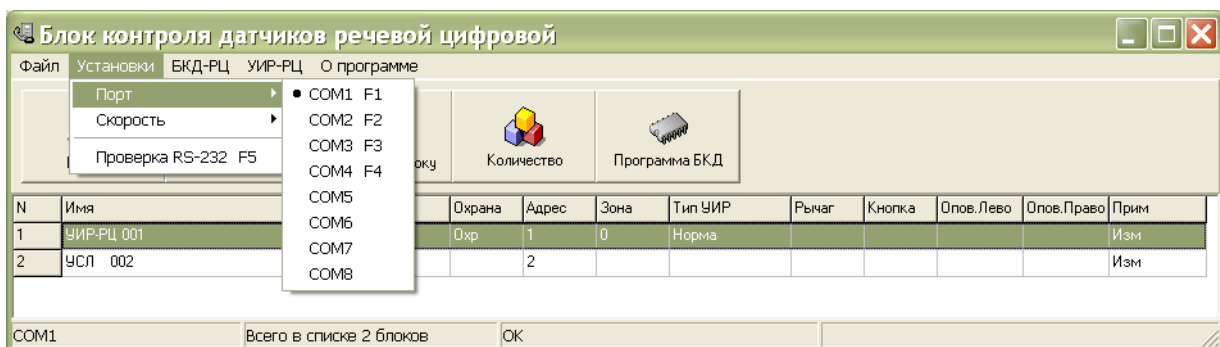 Блок контроля датчиков речевой цифровой
Файл Установки БКД-РЦ УИР-РЦ О программе
Порт
Скорость
Проверка RS-232 F5
COM1 F1
COM2 F2
COM3 F3
COM4 F4
COM5
COM6
COM7
COM8
Количество Программа БКД
N Имя Охрана Адрес Зона Тип УИР Рычаг Кнопка Опов.Лево Опов.Право Прим
1 УИР-РЦ 001 Охр 1 0 Норма Изм
2 УСЛ 002 2 Изм
COM1 Всего в списке 2 блоков OK